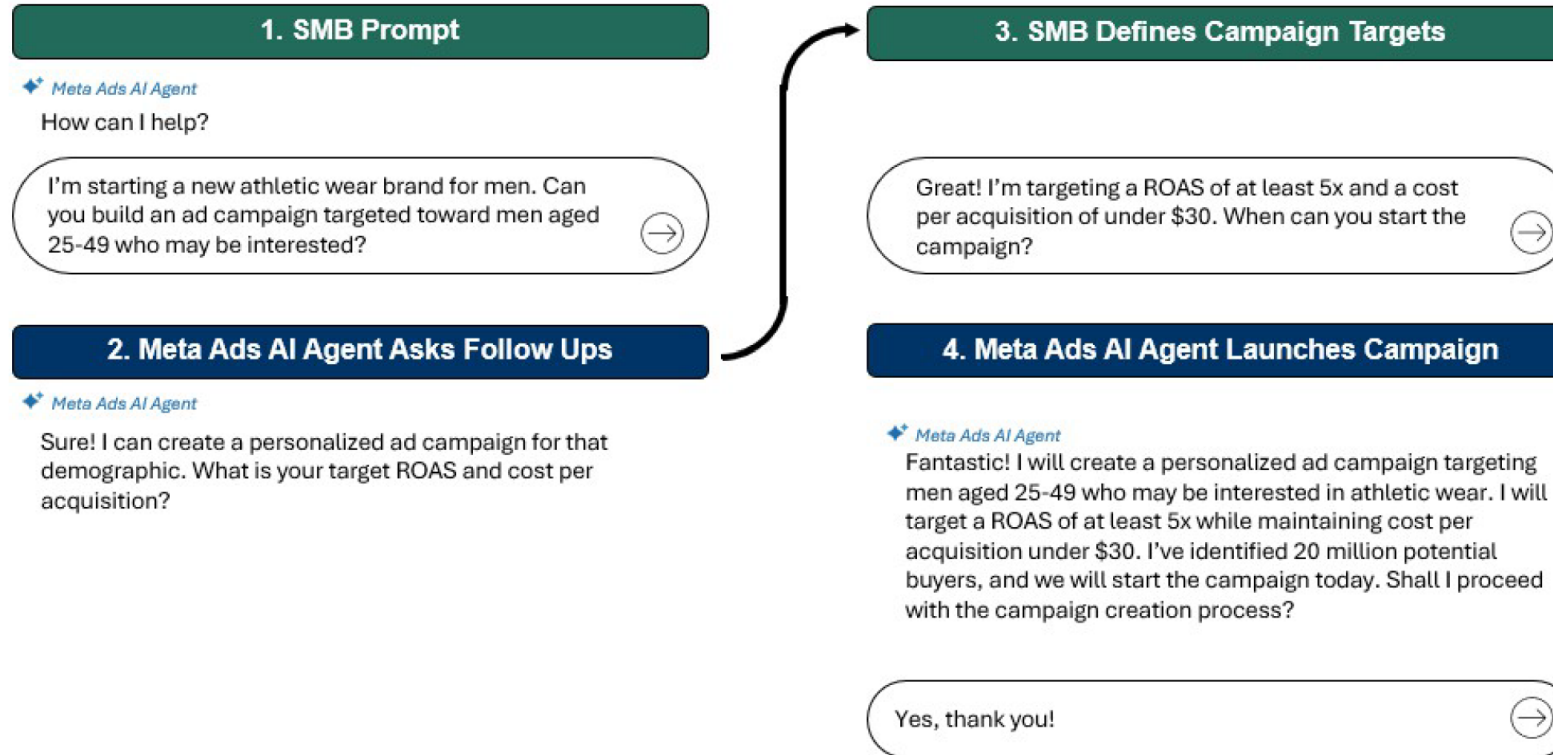 1. SMB Prompt
Meta Ads AI Agent
How can I help?
I'm starting a new athletic wear brand for men. Can
you build an ad campaign targeted toward men aged
25-49 who may be interested?
2. Meta Ads AI Agent Asks Follow Ups
Meta Ads AI Agent
Sure! I can create a personalized ad campaign for that
demographic. What is your target ROAS and cost per
acquisition?
3. SMB Defines Campaign Targets
Great! I'm targeting a ROAS of at least 5x and a cost
per acquisition of under $30. When can you start the
campaign?
4. Meta Ads AI Agent Launches Campaign
Meta Ads AI Agent
Fantastic! I will create a personalized ad campaign targeting
men aged 25-49 who may be interested in athletic wear. I will
target a ROAS of at least 5x while maintaining cost per
acquisition under $30. I've identified 20 million potential
buyers, and we will start the campaign today. Shall I proceed
with the campaign creation process?
Yes, thank you!